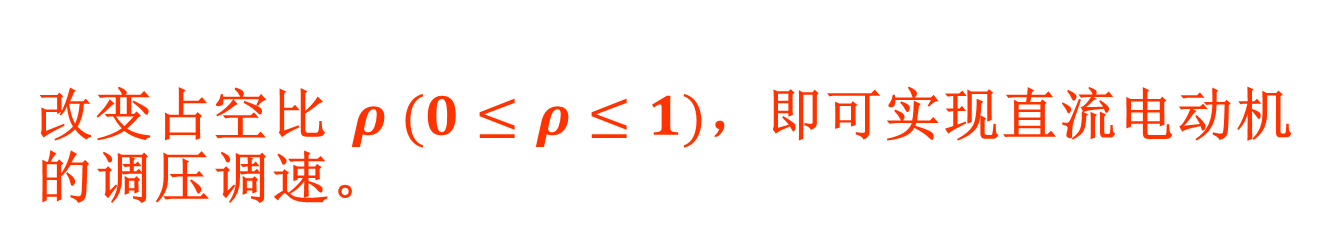 改变占空比 ρ (0 ≤ ρ ≤ 1)，即可实现直流电动机
的调压调速。